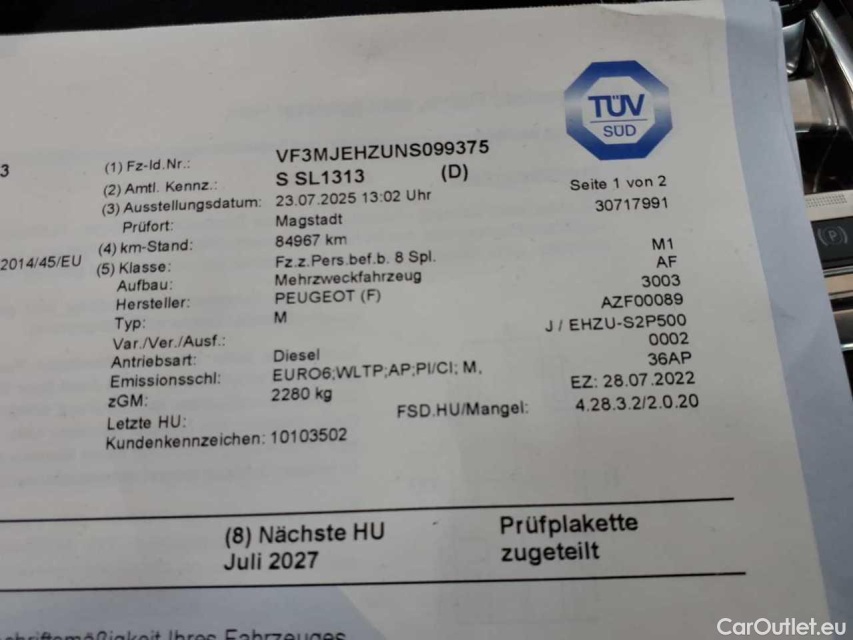 TÜV
SÜD
3
(1) Fz-Id.Nr.: VF3MJEHZUNS099375
(2) Amtl. Kennz.: S SL1313 (D) Seite 1 von 2
(3) Ausstellungsdatum: 23.07.2025 13:02 Uhr 30717991
Prüfort: Magstadt
(4) km-Stand: 84967 km
2014/45/EU (5) Klasse: Fz.z.Pers.bef.b. 8 Spl. M1
Aufbau: Mehrzweckfahrzeug AF
Hersteller: PEUGEOT (F) 3003
Typ: M AZF00089
Var./Ver./Ausf.: J / EHZU-S2P500
Antriebsart: Diesel 0002
Emissionsschl: EURO6;WLTP;AP;PI/CI; M, 36AP
zGM: 2280 kg EZ: 28.07.2022
Letzte HU: FSD.HU/Mangel: 4.28.3.2/2.0.20
Kundenkennzeichen: 10103502
(8) Nächste HU Prüfplakette
Juli 2027 zugeteilt
Ihres Fahrzeuges
(P)
CarOutlet.eu